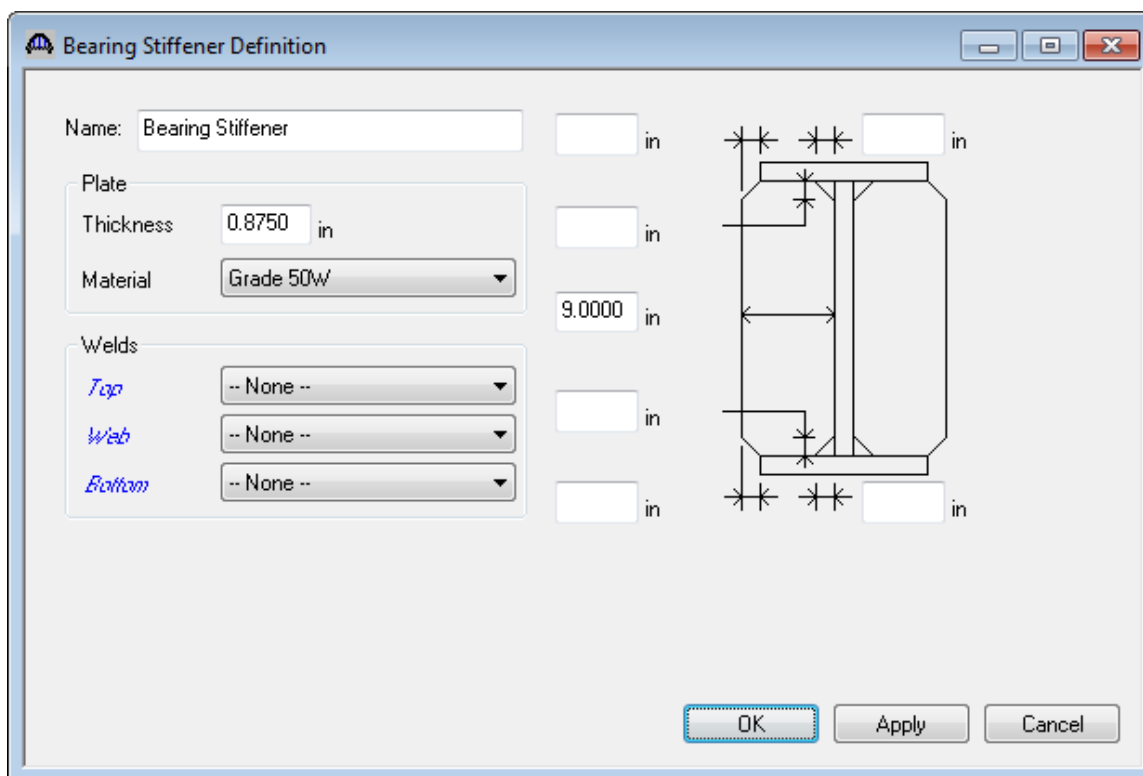 Bearing Stiffener Definition
Name: Bearing Stiffener
in
in
Plate
Thickness 0.8750 in
in
Material Grade 50W
9.0000 in
Welds
Top -- None --
in
Web -- None --
Bottom -- None --
in
in
OK Apply Cancel